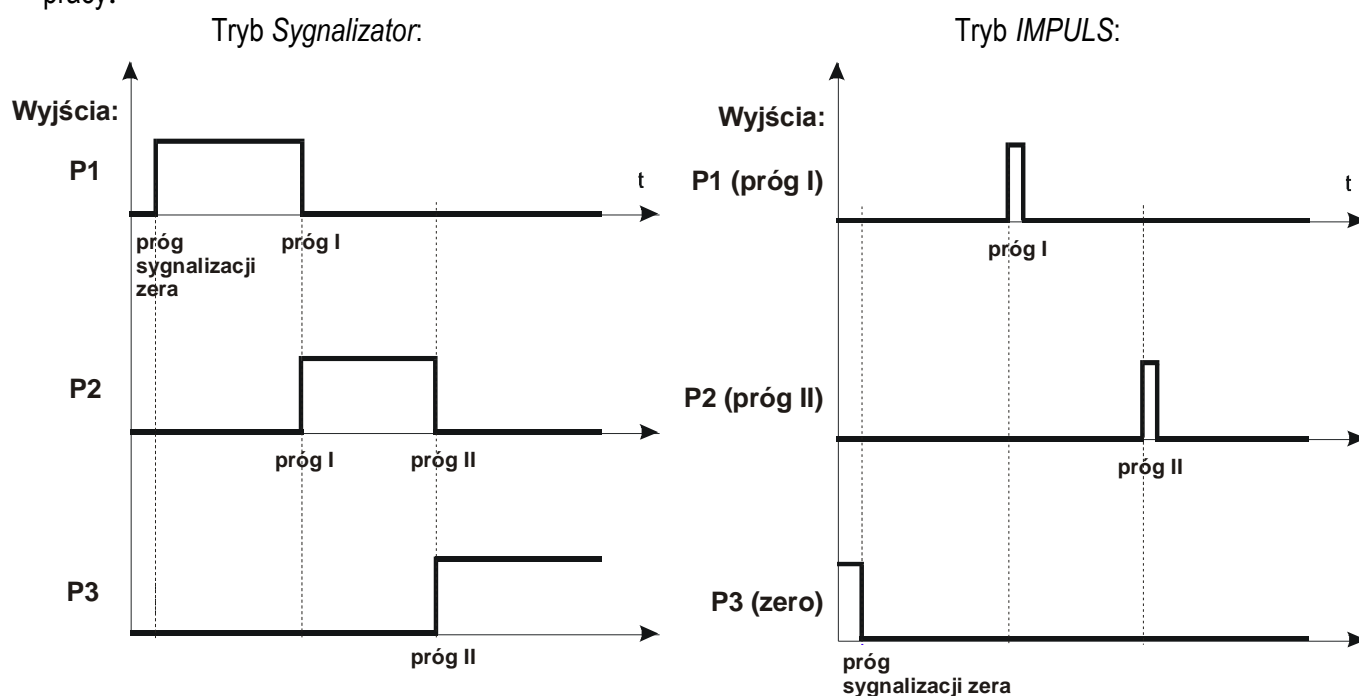 pracy:
Tryb Sygnalizator:
Wyjścia:
P1
t
próg
sygnalizacji
zera
próg I
P2
próg I
próg II
P3
próg II
Tryb IMPULS:
Wyjścia:
P1 (próg I)
t
próg I
P2 (próg II)
próg II
P3 (zero)
próg
sygnalizacji zera